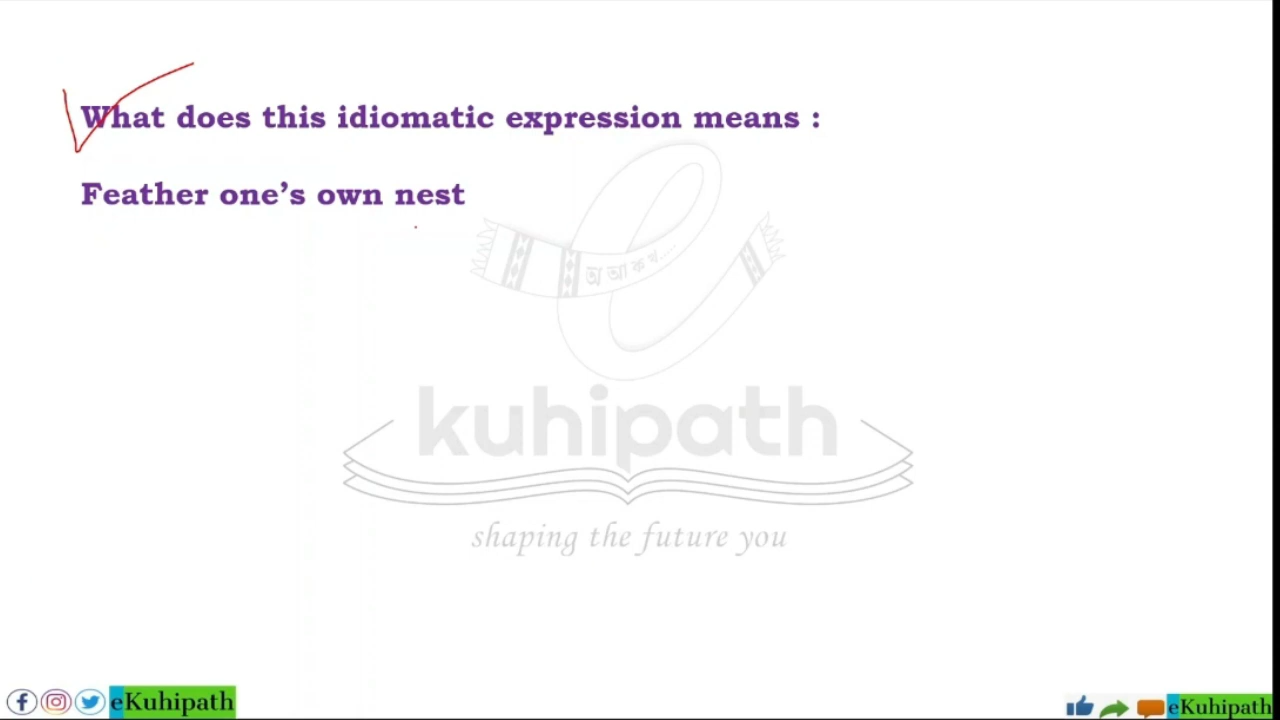 What does this idiomatic expression means :
Feather one’s own nest
অ আ ক খ.....
kuhipath
shaping the future you
eKuhipath
eKuhipath